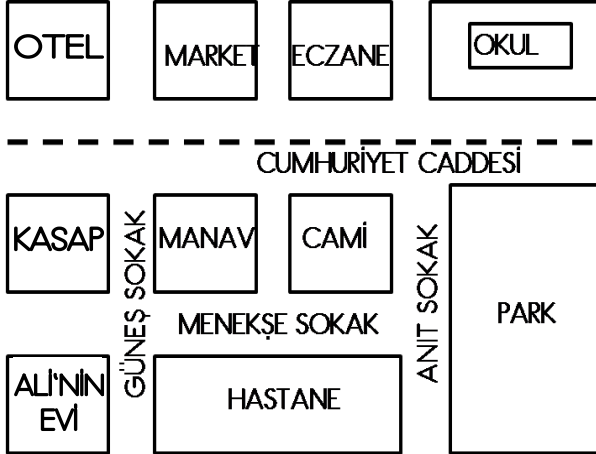 OTEL
MARKET
ECZANE
OKUL
CUMHURİYET CADDESİ
KASAP
GÜNEŞ SOKAK
MANAV
CAMİ
ANIT SOKAK
PARK
MENEKŞE SOKAK
ALİ'NİN
EVİ
HASTANE